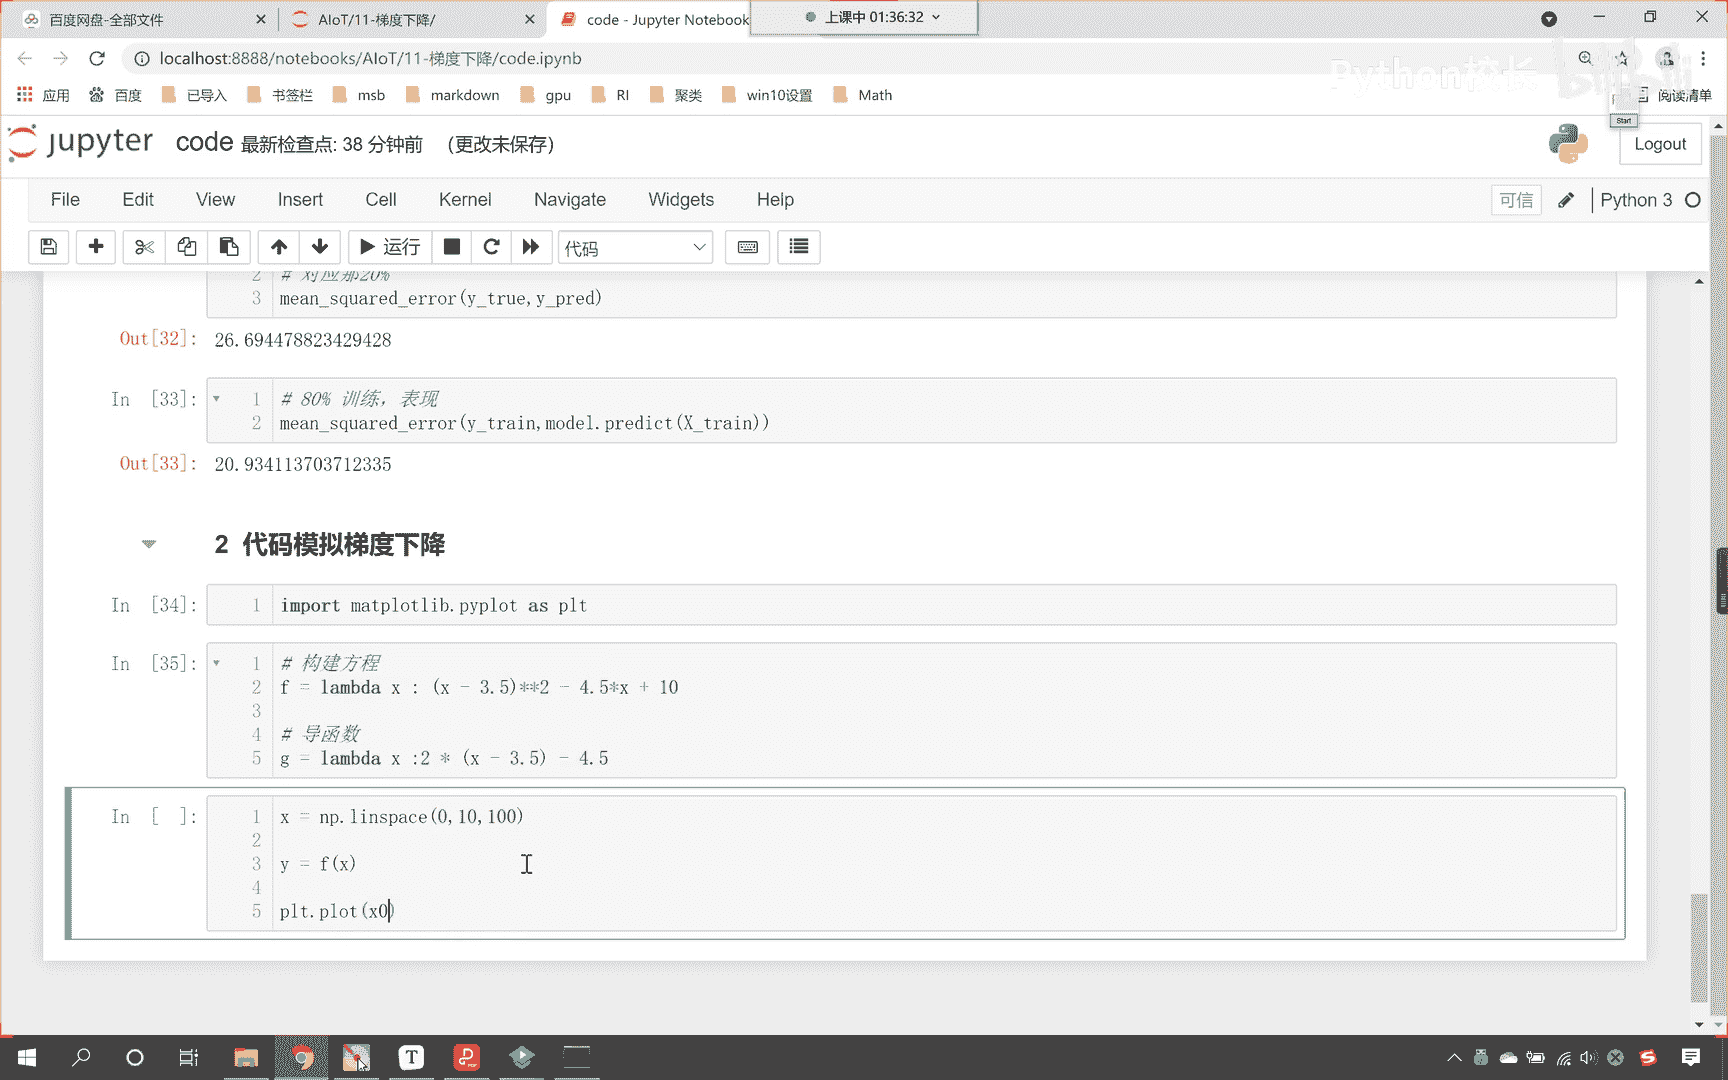 百度网盘-全部文件
AIoT/11-梯度下降/
code - Jupyter Notebook
上课中 01:36:32
localhost:8888/notebooks/AIoT/11-梯度下降/code.ipynb
Python校长
应用 百度 已导入 书签栏 msb markdown gpu RI 聚类 win10设置 Math 阅读清单
Start
jupyter code 最新检查点: 38 分钟前 (更改未保存) Logout
File Edit View Insert Cell Kernel Navigate Widgets Help 可信 Python 3
运行 代码
2 # 对应那20%
3 mean_squared_error(y_true,y_pred)
Out[32]: 26.694478823429428
In [33]: 1 # 80% 训练，表现
2 mean_squared_error(y_train,model.predict(X_train))
Out[33]: 20.934113703712335
2 代码模拟梯度下降
In [34]: 1 import matplotlib.pyplot as plt
In [35]: 1 # 构建方程
2 f = lambda x : (x - 3.5)**2 - 4.5*x + 10
3
4 # 导函数
5 g = lambda x :2 * (x - 3.5) - 4.5
In [ ]: 1 x = np.linspace(0,10,100)
2
3 y = f(x)
4
5 plt.plot(x0)